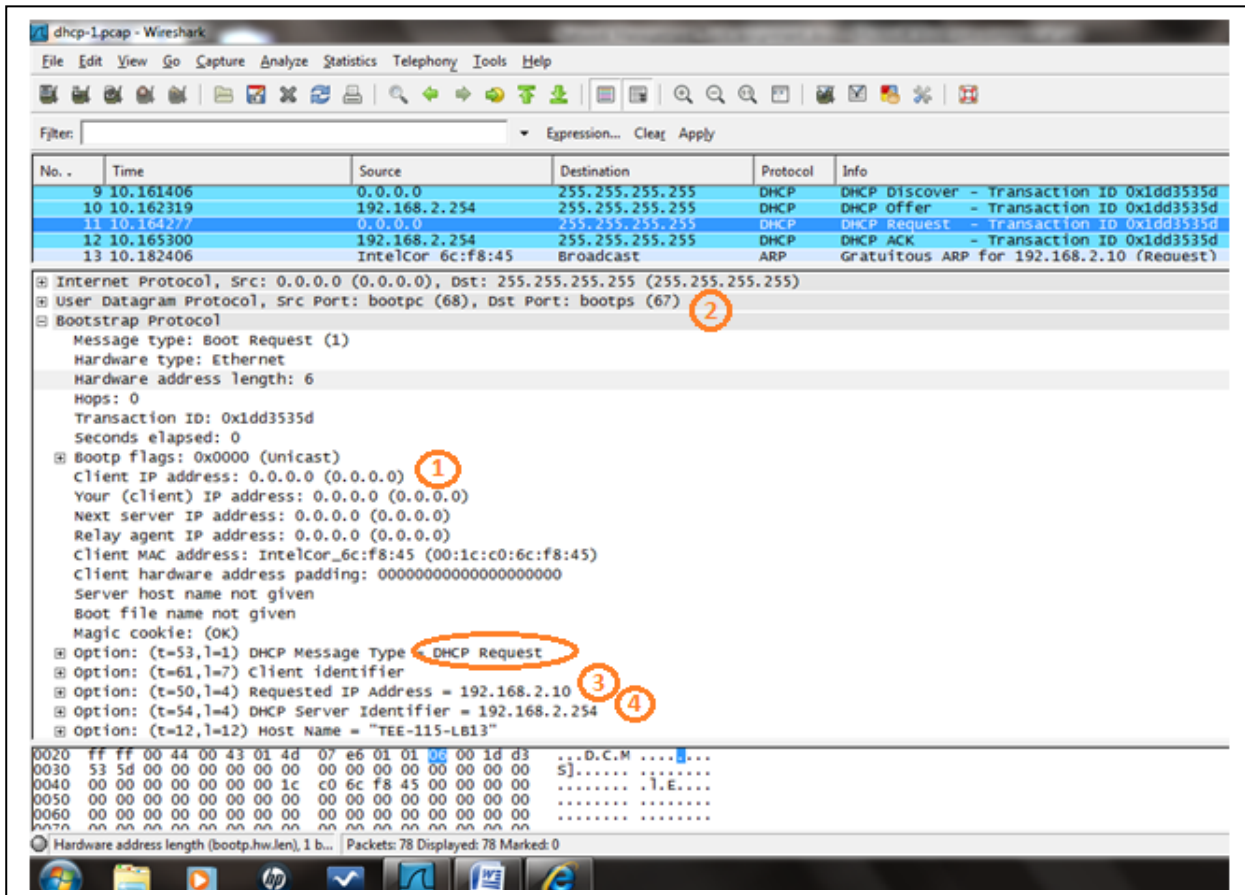 dhcp-1.pcap - Wireshark
File Edit View Go Capture Analyze Statistics Telephony Tools Help
Filter: Expression... Clear Apply
No. . Time Source Destination Protocol Info
9 10.161406 0.0.0.0 255.255.255.255 DHCP DHCP Discover - Transaction ID 0x1dd3535d
10 10.162319 192.168.2.254 255.255.255.255 DHCP DHCP Offer - Transaction ID 0x1dd3535d
11 10.164277 0.0.0.0 255.255.255.255 DHCP DHCP Request - Transaction ID 0x1dd3535d
12 10.165300 192.168.2.254 255.255.255.255 DHCP DHCP ACK - Transaction ID 0x1dd3535d
13 10.182406 IntelCor_6c:f8:45 Broadcast ARP Gratuitous ARP for 192.168.2.10 (Request)
Internet Protocol, Src: 0.0.0.0 (0.0.0.0), Dst: 255.255.255.255 (255.255.255.255)
User Datagram Protocol, Src Port: bootpc (68), Dst Port: bootps (67)
2
Bootstrap Protocol
Message type: Boot Request (1)
Hardware type: Ethernet
Hardware address length: 6
Hops: 0
Transaction ID: 0x1dd3535d
Seconds elapsed: 0
Bootp flags: 0x0000 (Unicast)
Client IP address: 0.0.0.0 (0.0.0.0) 1
Your (client) IP address: 0.0.0.0 (0.0.0.0)
Next server IP address: 0.0.0.0 (0.0.0.0)
Relay agent IP address: 0.0.0.0 (0.0.0.0)
Client MAC address: IntelCor_6c:f8:45 (00:1c:c0:6c:f8:45)
Client hardware address padding: 00000000000000000000
Server host name not given
Boot file name not given
Magic cookie: (OK)
Option: (t=53,l=1) DHCP Message Type = DHCP Request
Option: (t=61,l=7) Client identifier
Option: (t=50,l=4) Requested IP Address = 192.168.2.10 3
Option: (t=54,l=4) DHCP Server Identifier = 192.168.2.254 4
Option: (t=12,l=12) Host Name = "TEE-115-LB13"
0020 ff ff 00 44 00 43 01 4d 07 e6 01 01 06 00 1d d3 ...D.C.M ........
0030 53 5d 00 00 00 00 00 00 00 00 00 00 00 00 00 00 S]...... ........
0040 00 00 00 00 00 00 00 1c c0 6c f8 45 00 00 00 00 ........ .l.E....
0050 00 00 00 00 00 00 00 00 00 00 00 00 00 00 00 00 ........ ........
0060 00 00 00 00 00 00 00 00 00 00 00 00 00 00 00 00 ........ ........
0070 00 00 00 00 00 00 00 00 00 00 00 00 00 00 00 00 ........ ........
Hardware address length (bootp.hw.len), 1 b... Packets: 78 Displayed: 78 Marked: 0
hp